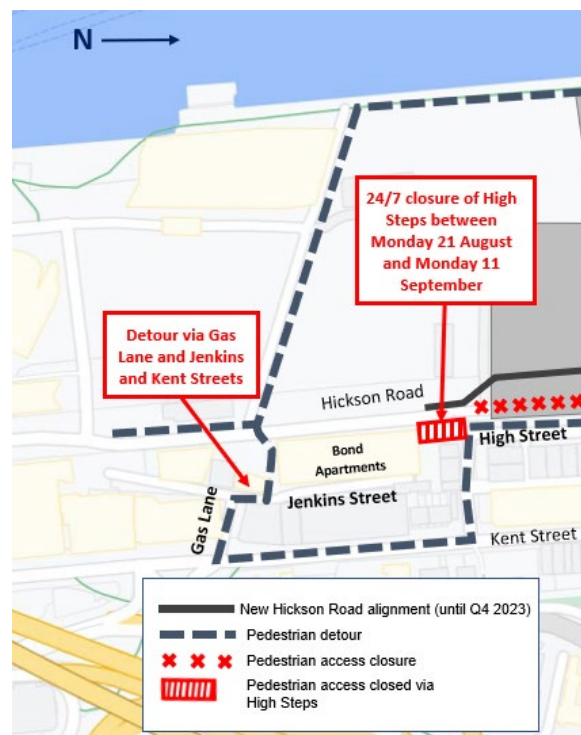 N
24/7 closure of High
Steps between
Monday 21 August
and Monday 11
September
Detour via Gas
Lane and Jenkins
and Kent Streets
Hickson Road
High Street
Bond
Apartments
Jenkins Street
Gas Lane
Kent Street
New Hickson Road alignment (until Q4 2023)
Pedestrian detour
Pedestrian access closure
Pedestrian access closed via
High Steps